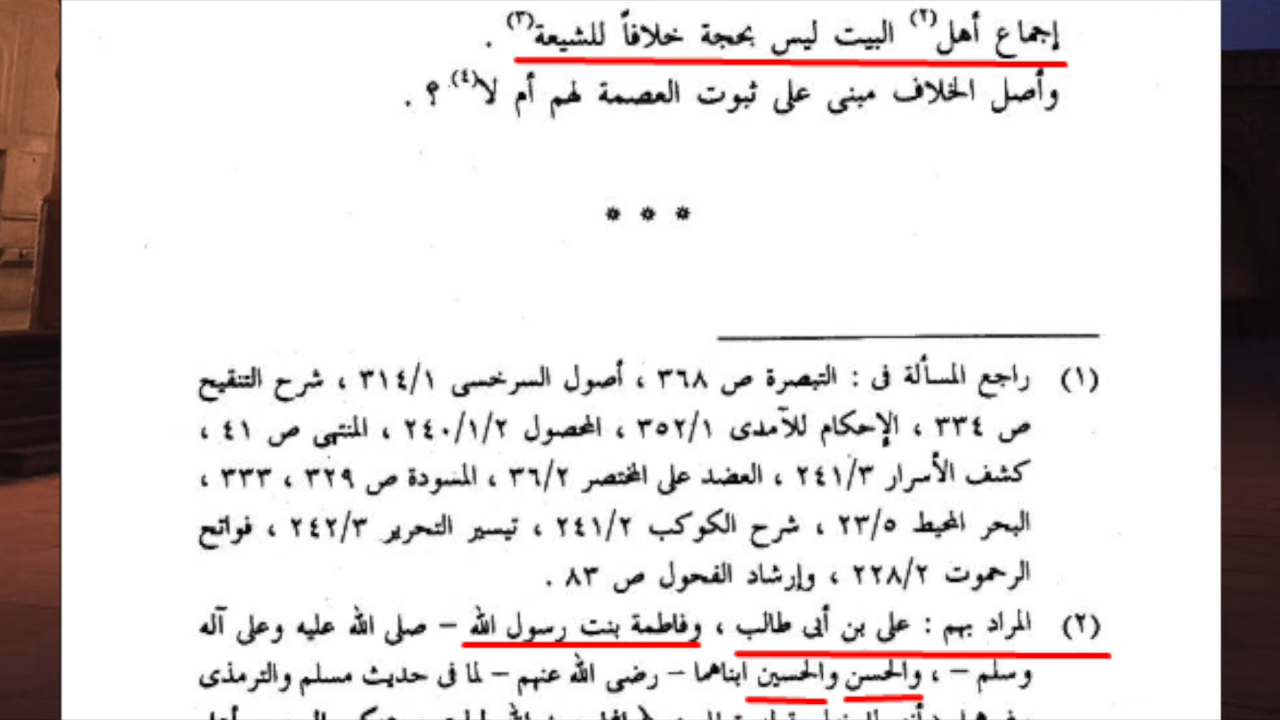 إجماع أهل(٢) البيت ليس بحجة خلافاً للشيعة(٣) .
وأصل الخلاف مبنى على ثبوت العصمة لهم أم لا(٤) ؟ .
* * *
(١) راجع المسألة فى : التبصرة ص ٣٦٨ ، أصول السرخسى ٣١٤/١ ، شرح التنقيح
ص ٣٣٤ ، الإحكام للآمدى ٣٥٢/١ ، المحصول ٢٤٠/١/٢ ، المنتهى ص ٤١ ،
كشف الأسرار ٢٤١/٣ ، العضد على المختصر ٣٦/٢ ، المسودة ص ٣٢٩ ، ٣٣٣ ،
البحر المحيط ٢٣/٥ ، شرح الكوكب ٢٤١/٢ ، تيسير التحرير ٢٤٢/٣ ، فواتح
الرحموت ٢٢٨/٢ ، وإرشاد الفحول ص ٨٣ .
(٢) المراد بهم : على بن أبى طالب ، وفاطمة بنت رسول الله – صلى الله عليه وعلى آله
وسلم – ، والحسن والحسين ابناهما – رضى الله عنهم – لما فى حديث مسلم والترمذى